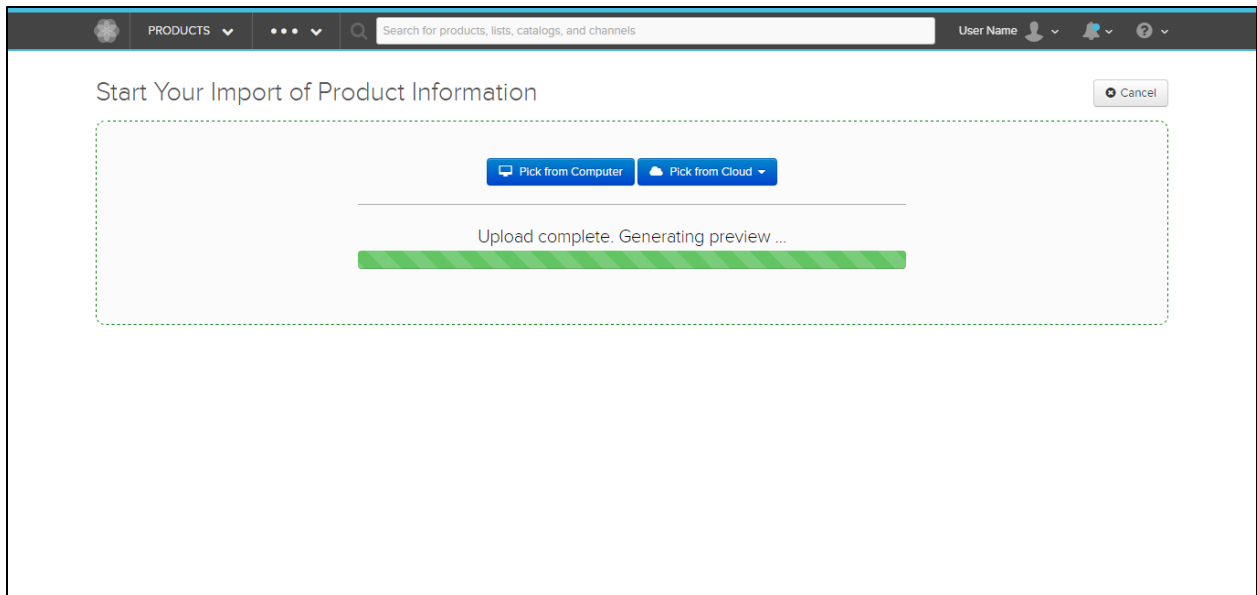 PRODUCTS
Search for products, lists, catalogs, and channels
User Name
Start Your Import of Product Information
Cancel
Pick from Computer
Pick from Cloud
Upload complete. Generating preview ...